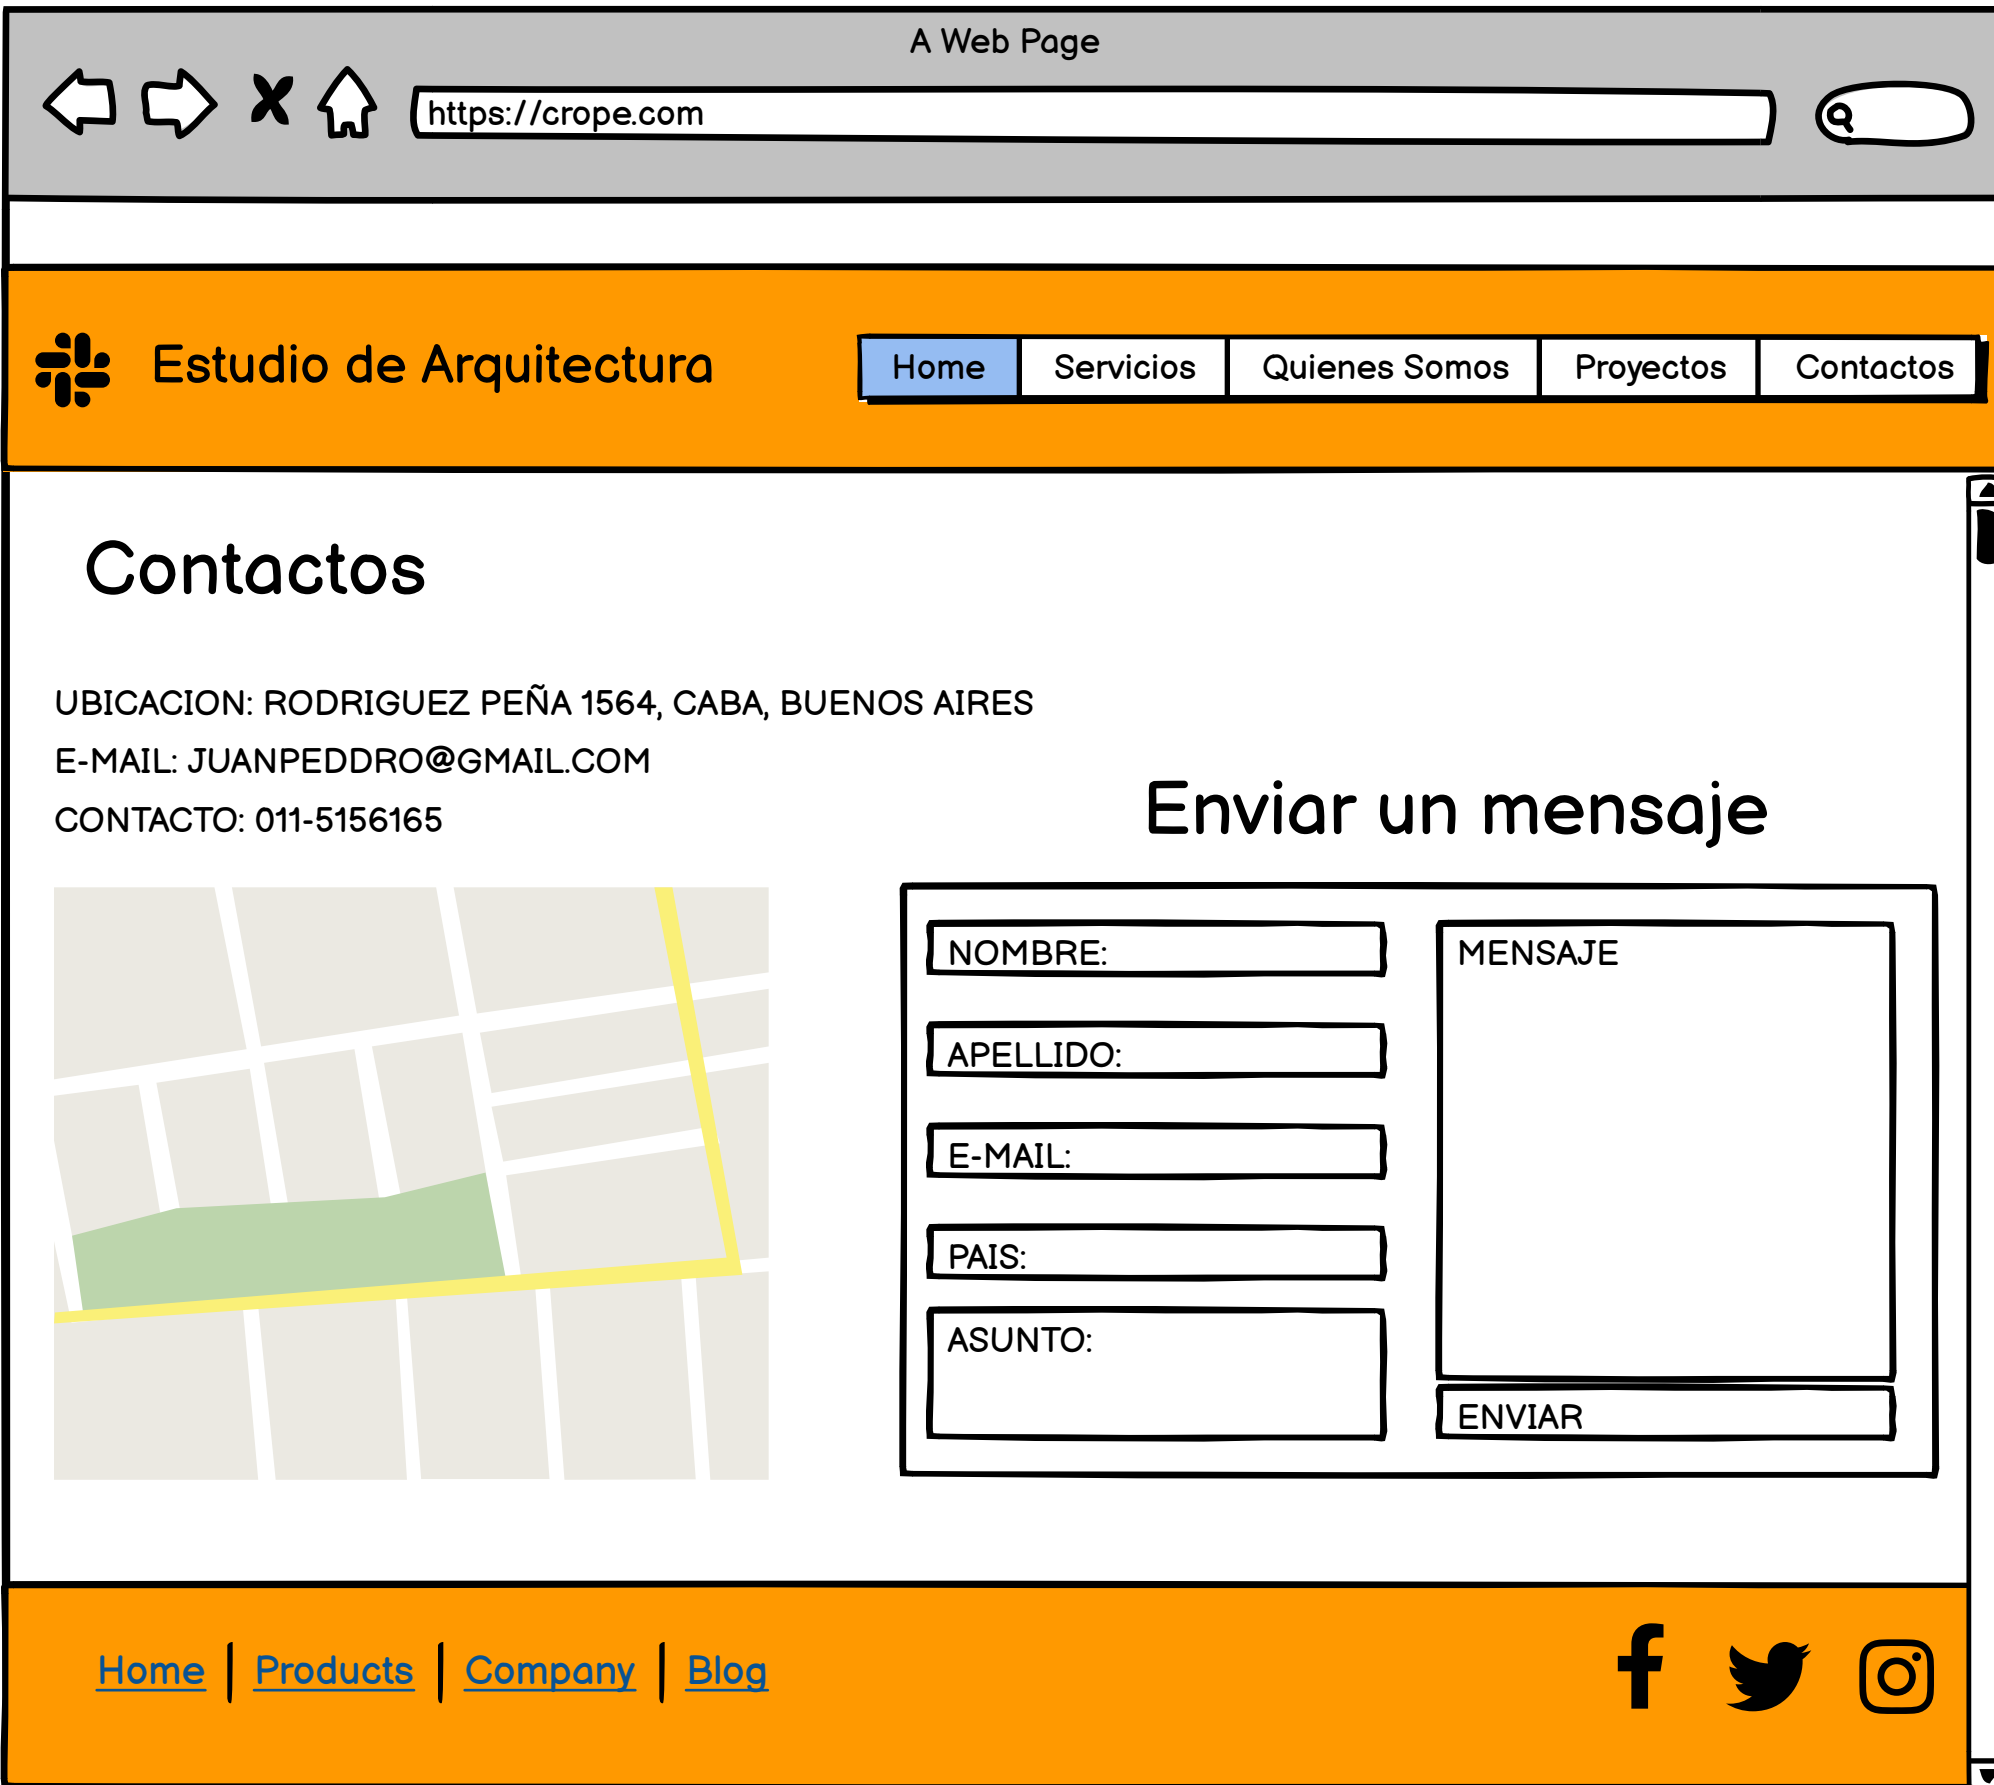 A Web Page
https://crope.com
Estudio de Arquitectura
Home Servicios Quienes Somos Proyectos Contactos
Contactos
UBICACION: RODRIGUEZ PEÑA 1564, CABA, BUENOS AIRES
E-MAIL: JUANPEDDRO@GMAIL.COM
CONTACTO: 011-5156165
Enviar un mensaje
NOMBRE:
APELLIDO:
E-MAIL:
PAIS:
ASUNTO:
MENSAJE
ENVIAR
Home Products Company Blog